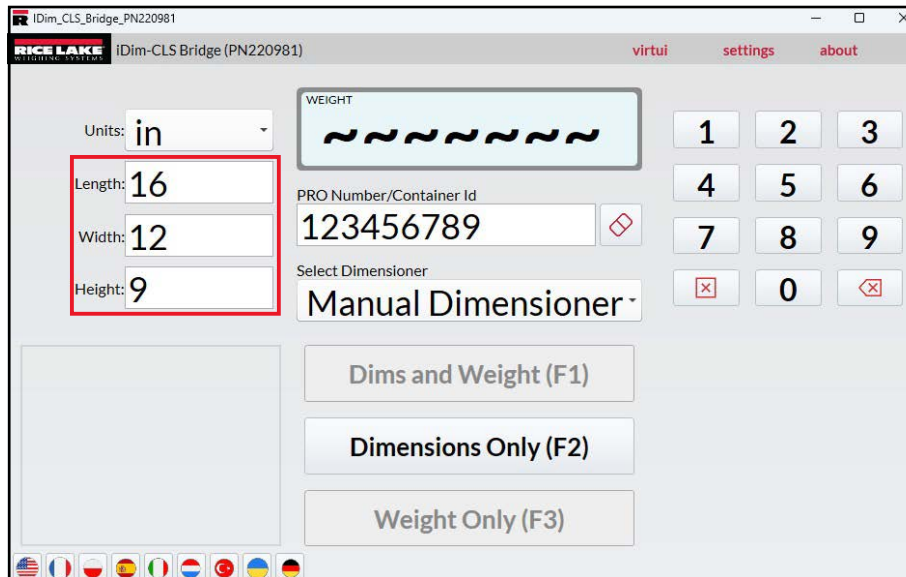 IDim_CLS_Bridge_PN220981
RICE LAKE
WEIGHING SYSTEMS
iDim-CLS Bridge (PN220981)
virtui
settings
about
Units:
in
Length:
16
Width:
12
Height:
9
WEIGHT
~~~~~~~
PRO Number/Container Id
123456789
Select Dimensioner
Manual Dimensioner
1 2 3
4 5 6
7 8 9
0
Dims and Weight (F1)
Dimensions Only (F2)
Weight Only (F3)